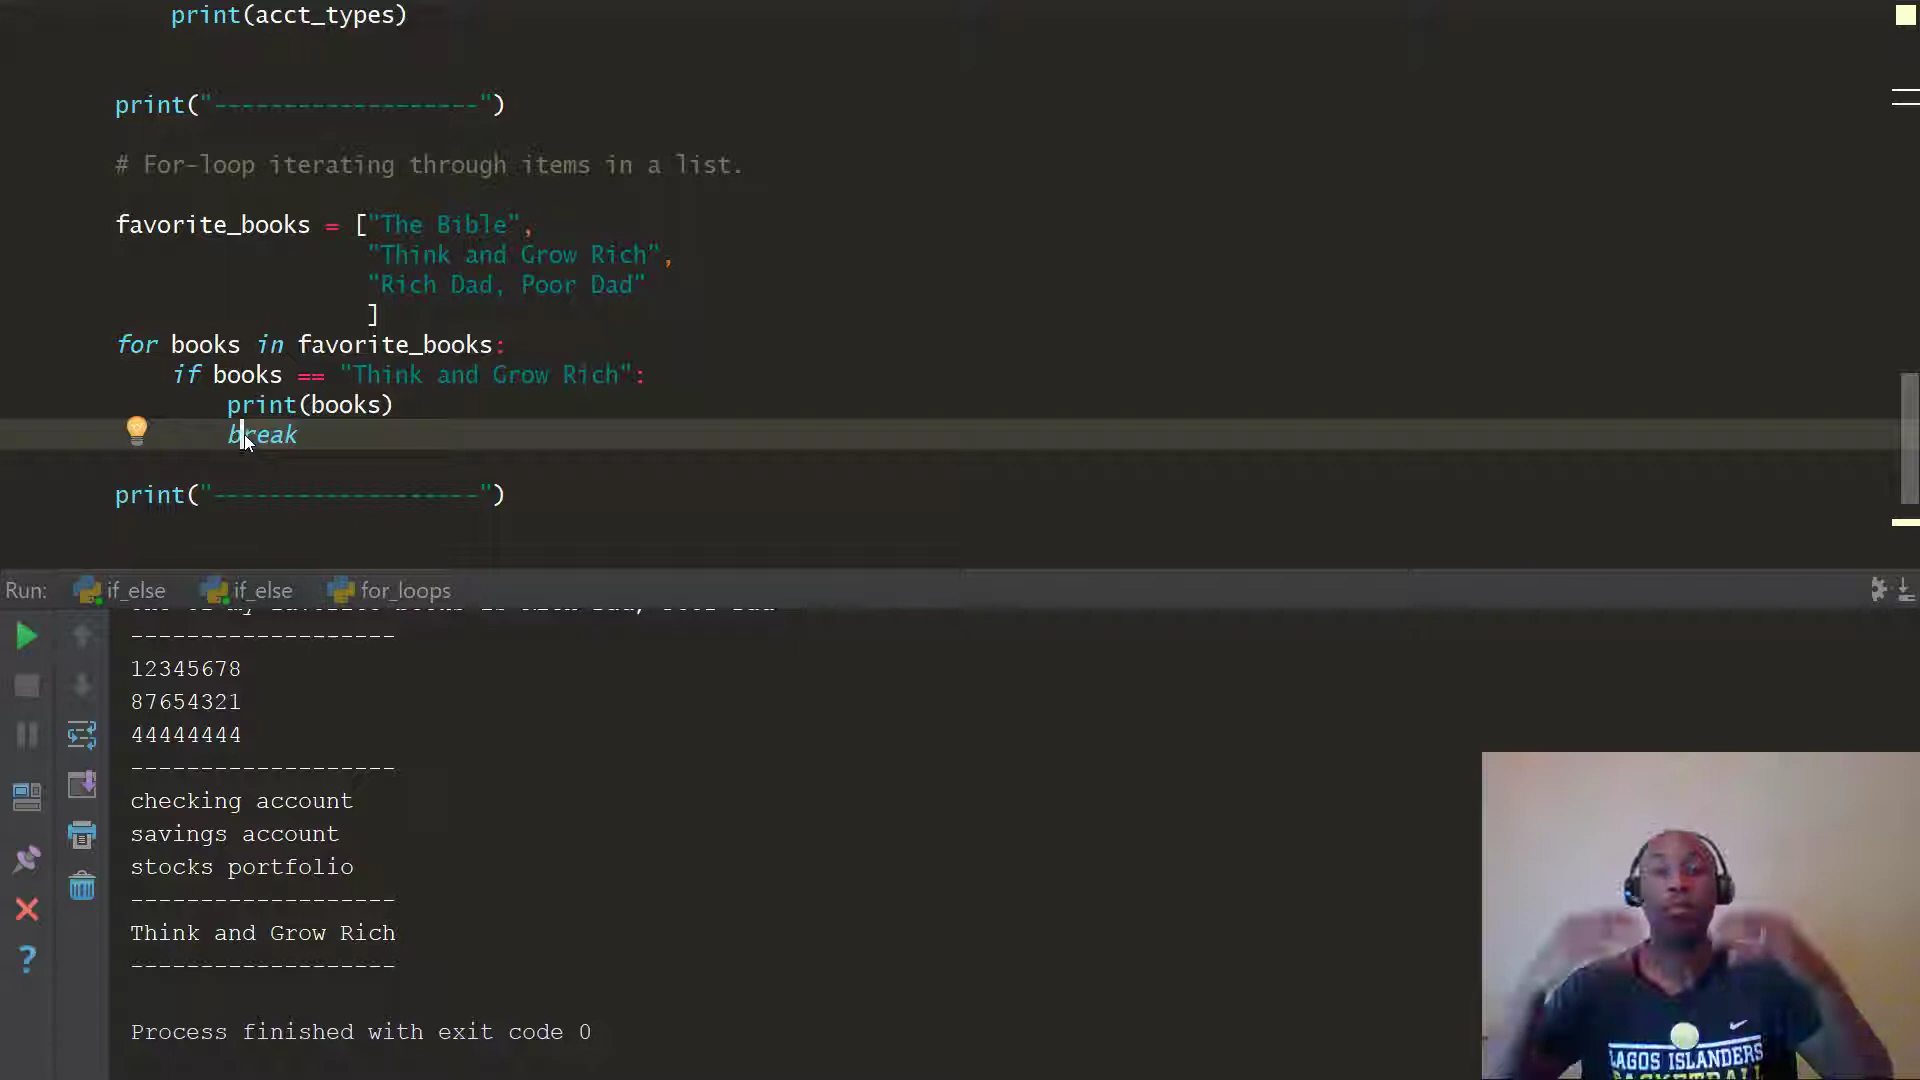 print(acct_types)
print("-------------------")
# For-loop iterating through items in a list.
favorite_books = ["The Bible",
"Think and Grow Rich",
"Rich Dad, Poor Dad"
]
for books in favorite_books:
if books == "Think and Grow Rich":
print(books)
break
print("-------------------")
Run: if_else if_else for_loops
-------------------
12345678
87654321
44444444
-------------------
checking account
savings account
stocks portfolio
-------------------
Think and Grow Rich
-------------------
Process finished with exit code 0
LAGOS ISLANDERS
BASKETBALL